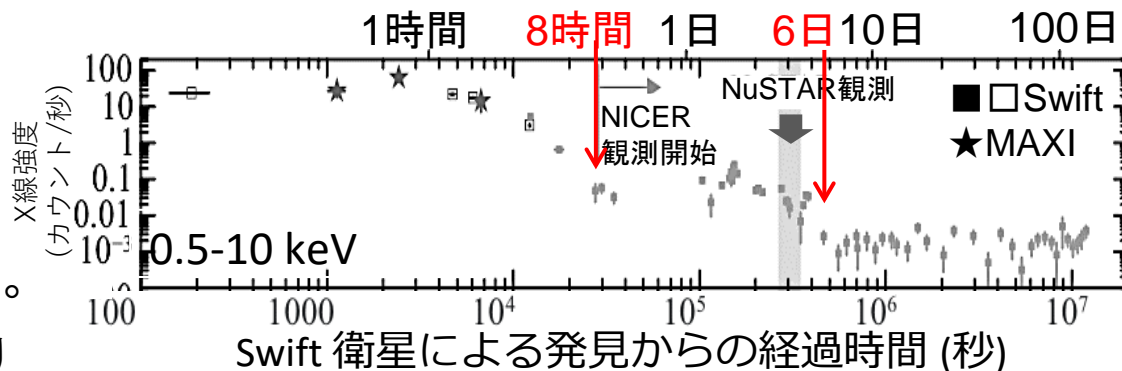 1時間 8時間 1日 6日 10日 100日
100
10
1
0.1
0.01
10⁻³
X線強度
(カウント/秒)
NuSTAR観測
NICER
観測開始
■□Swift
★MAXI
0.5-10 keV
。
100 1000 10⁴ 10⁵ 10⁶ 10⁷
Swift 衛星による発見からの経過時間 (秒)